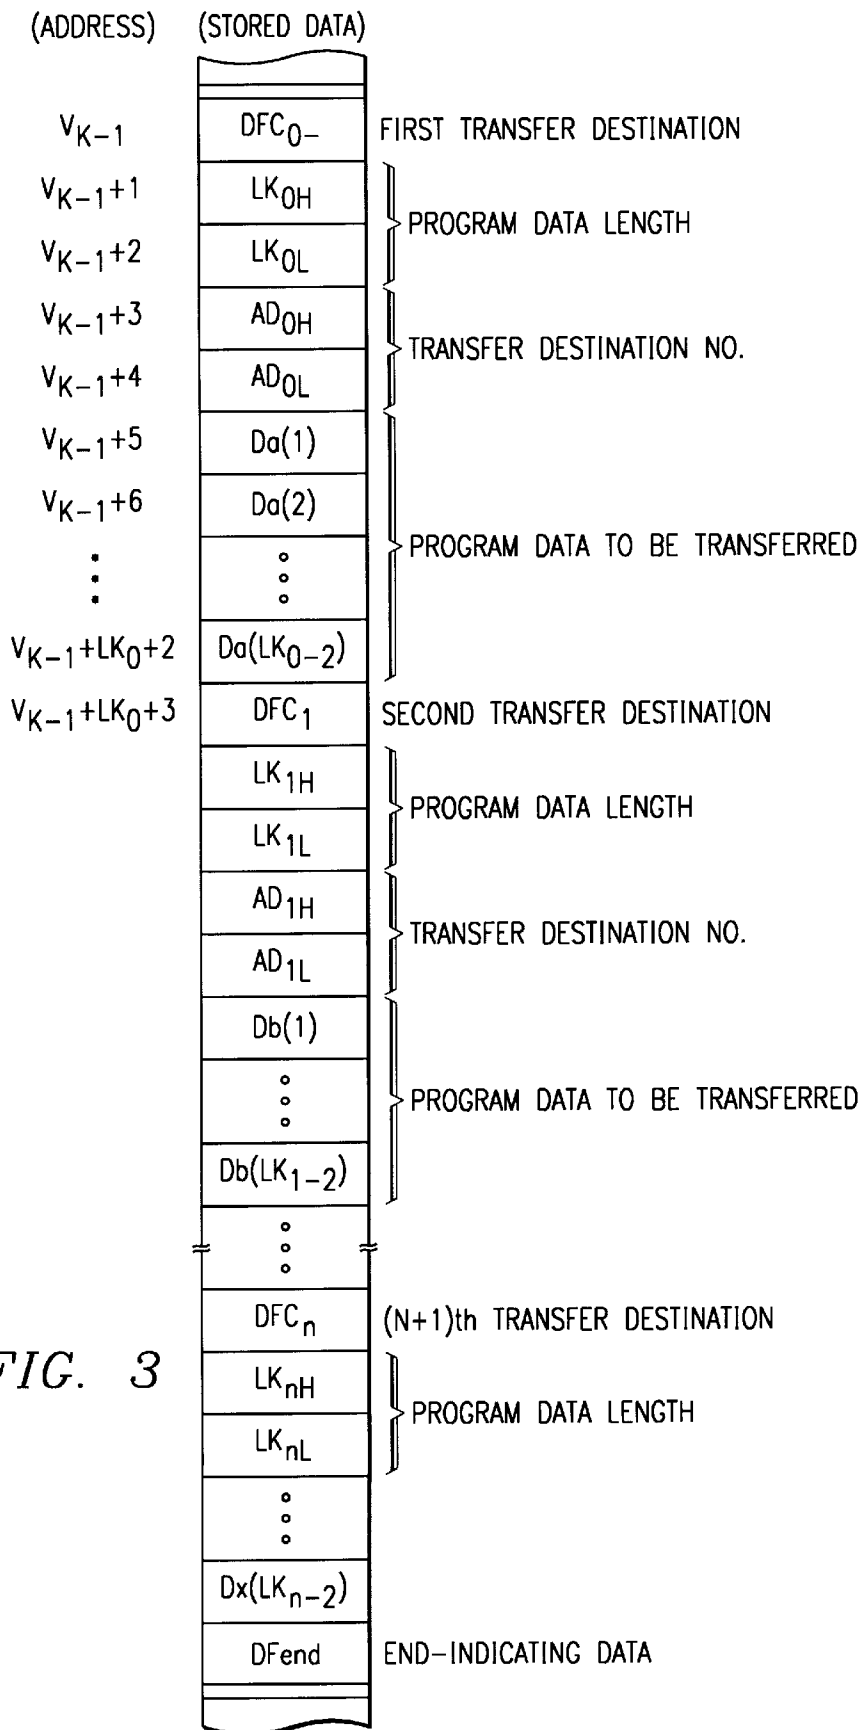 (ADDRESS) (STORED DATA)
V_{K-1} DFC_{0-} FIRST TRANSFER DESTINATION
V_{K-1}+1 LK_{0H}
PROGRAM DATA LENGTH
V_{K-1}+2 LK_{0L}
V_{K-1}+3 AD_{0H}
TRANSFER DESTINATION NO.
V_{K-1}+4 AD_{0L}
V_{K-1}+5 Da(1)
V_{K-1}+6 Da(2)
PROGRAM DATA TO BE TRANSFERRED
V_{K-1}+LK_0+2 Da(LK_{0-2})
V_{K-1}+LK_0+3 DFC_1 SECOND TRANSFER DESTINATION
LK_{1H}
PROGRAM DATA LENGTH
LK_{1L}
AD_{1H}
TRANSFER DESTINATION NO.
AD_{1L}
Db(1)
PROGRAM DATA TO BE TRANSFERRED
Db(LK_{1-2})
DFC_n (N+1)th TRANSFER DESTINATION
FIG. 3
LK_{nH}
PROGRAM DATA LENGTH
LK_{nL}
Dx(LK_{n-2})
DFend END-INDICATING DATA